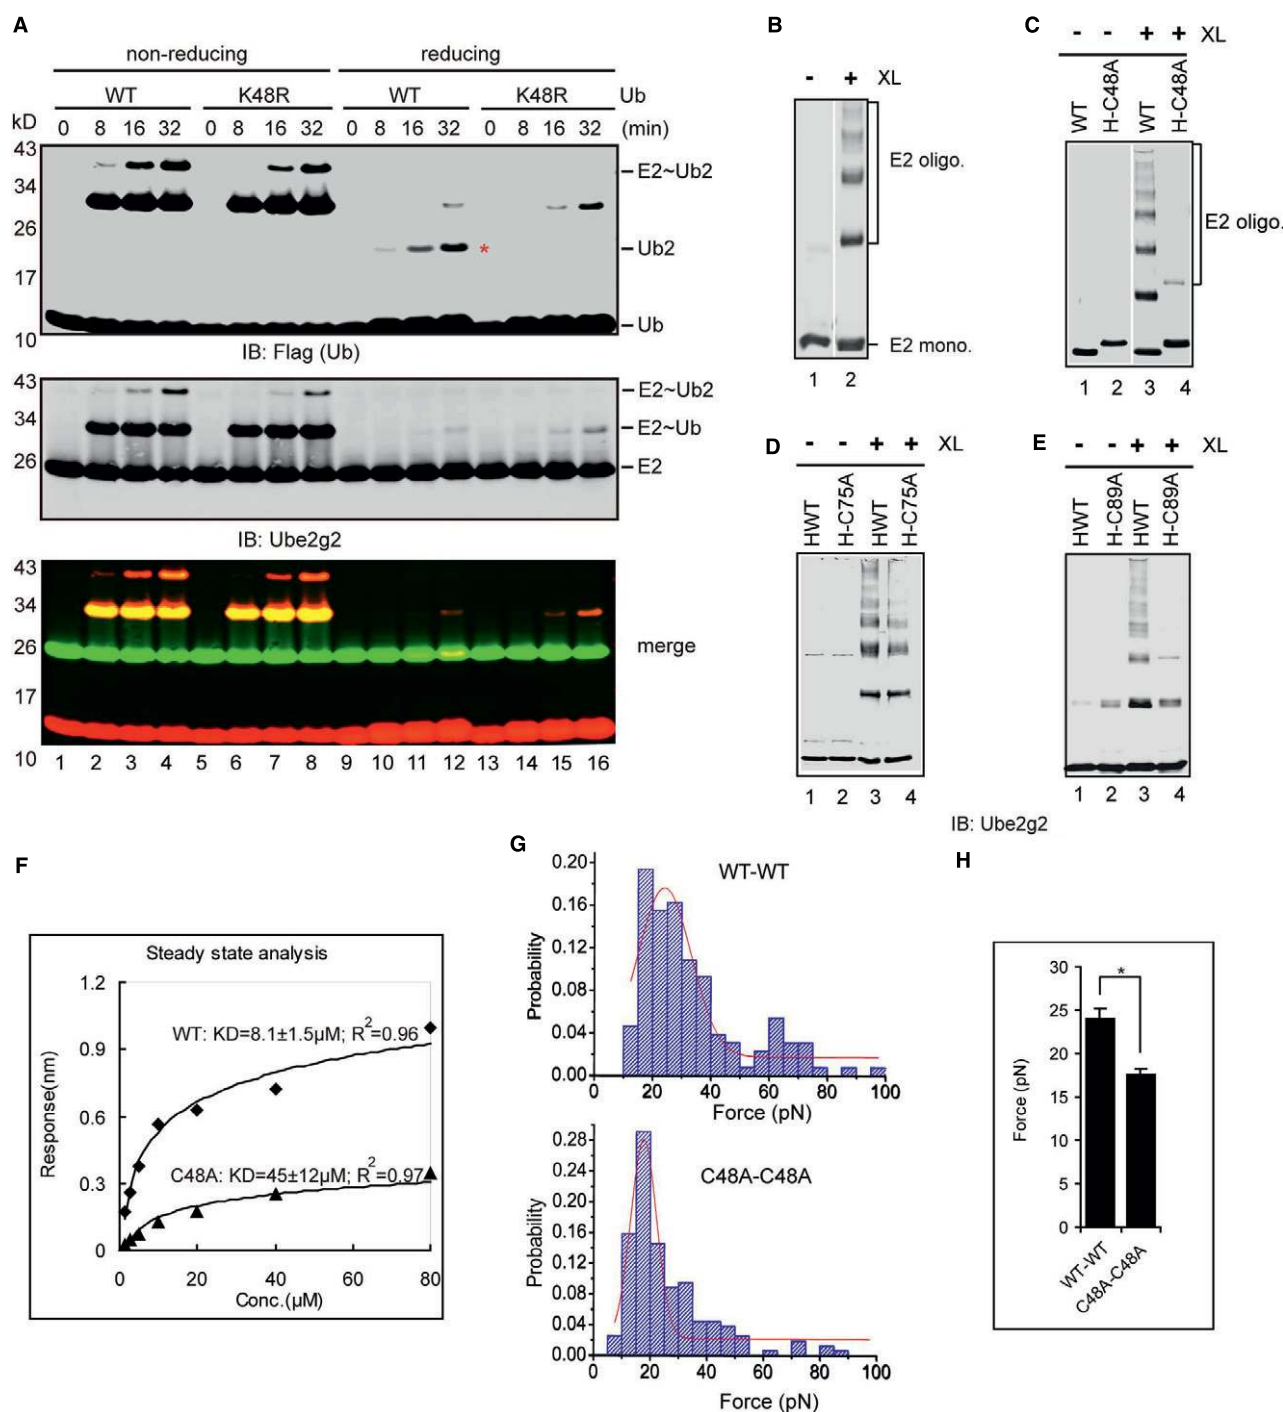 A
non-reducing reducing
WT K48R WT K48R Ub
kD 0 8 16 32 0 8 16 32 0 8 16 32 0 8 16 32 (min)
43
34
26
17
10
E2~Ub2
Ub2
*
Ub
IB: Flag (Ub)
43
34
26
E2~Ub2
E2~Ub
E2
IB: Ube2g2
43
34
26
17
10
merge
1 2 3 4 5 6 7 8 9 10 11 12 13 14 15 16
B
- + XL
E2 oligo.
E2 mono.
1 2
C
- - + + XL
WT H-C48A WT H-C48A
E2 oligo.
1 2 3 4
D
- - + + XL
HWT H-C75A HWT H-C75A
1 2 3 4
E
- - + + XL
HWT H-C89A HWT H-C89A
1 2 3 4
IB: Ube2g2
F
Steady state analysis
1.2
0.9
0.6
0.3
0
Response(nm)
WT: KD=8.1±1.5µM; R²=0.96
C48A: KD=45±12µM; R²=0.97
0 20 40 60 80
Conc.(µM)
G
WT-WT
0.20
0.16
0.12
0.08
0.04
0.00
Probability
0 20 40 60 80 100
Force (pN)
C48A-C48A
0.28
0.24
0.20
0.16
0.12
0.08
0.04
0.00
Probability
0 20 40 60 80 100
Force (pN)
H
30
25
20
15
10
5
0
Force (pN)
*
WT-WT
C48A-C48A